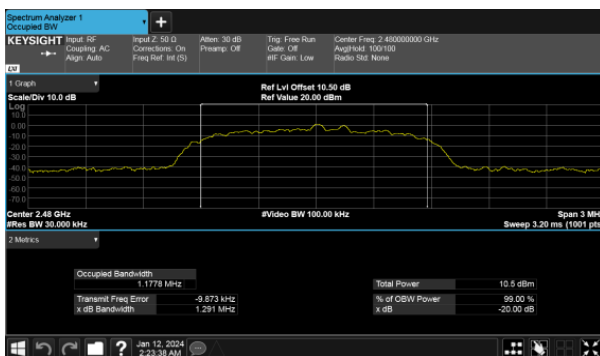 Spectrum Analyzer 1
Occupied BW
KEYSIGHT
Input: RF
Coupling: AC
Align: Auto
Input Z: 50 Ω
Corrections: On
Freq Ref: Int (S)
Atten: 30 dB
Preamp: Off
Trig: Free Run
Gate: Off
#IF Gain: Low
Center Freq: 2.480000000 GHz
Avg|Hold: 100/100
Radio Std: None
LXI
1 Graph
Scale/Div 10.0 dB
Ref Lvl Offset 10.50 dB
Ref Value 20.00 dBm
Log
10.0
0.00
-10.0
-20.0
-30.0
-40.0
-50.0
-60.0
-70.0
Center 2.48 GHz
#Res BW 30.000 kHz
#Video BW 100.00 kHz
Span 3 MH
Sweep 3.20 ms (1001 pts
2 Metrics
Occupied Bandwidth
1.1778 MHz
Transmit Freq Error -9.873 kHz
x dB Bandwidth 1.291 MHz
Total Power 10.5 dBm
% of OBW Power 99.00 %
x dB -20.00 dB
Jan 12, 2024
2:23:38 AM